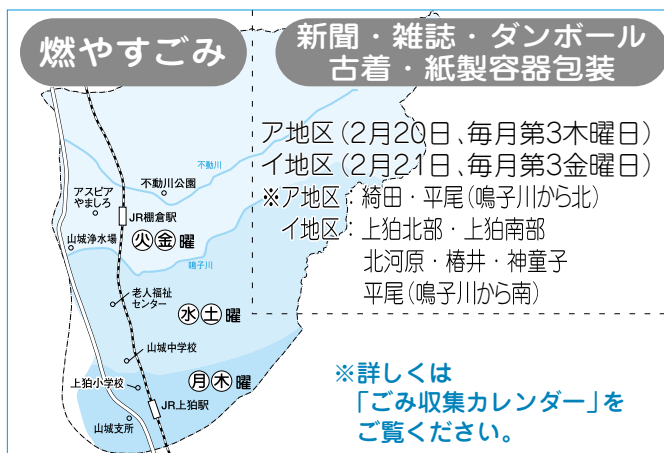 燃やすごみ
新聞・雑誌・ダンボール
古着・紙製容器包装
ア地区(2月20日、毎月第3木曜日)
イ地区(2月21日、毎月第3金曜日)
※ア地区：綺田・平尾(鳴子川から北)
イ地区：上狛北部・上狛南部
北河原・椿井・神童子
平尾(鳴子川から南)
不動川
不動川公園
アスピア
やましろ
JR棚倉駅
山城浄水場
火金曜
鳴子川
老人福祉
センター
水土曜
山城中学校
上狛小学校
月木曜
JR上狛駅
山城支所
※詳しくは
「ごみ収集カレンダー」を
ご覧ください。